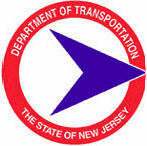 DEPARTMENT OF TRANSPORTATION
THE STATE OF NEW JERSEY